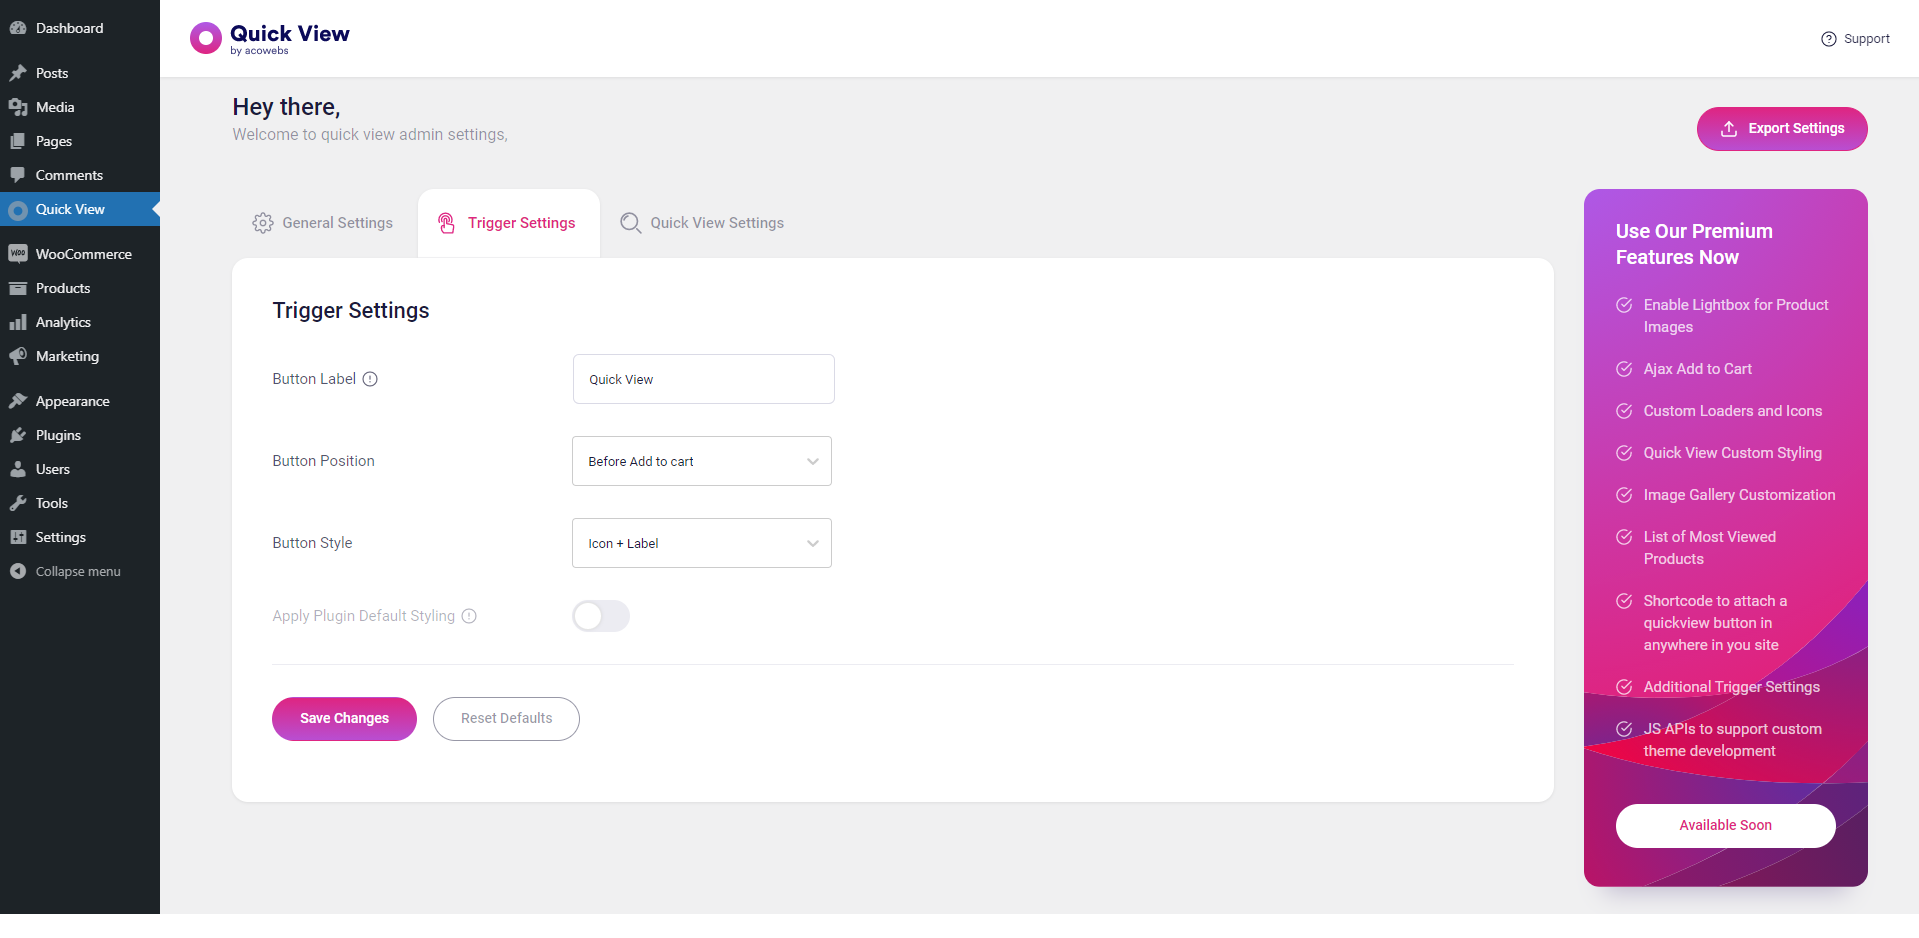 Dashboard
Posts
Media
Pages
Comments
Quick View
WOO
WooCommerce
Products
Analytics
Marketing
Appearance
Plugins
Users
Tools
Settings
Collapse menu
Quick View
by acowebs
Support
Hey there,
Welcome to quick view admin settings,
Export Settings
General Settings
Trigger Settings
Quick View Settings
Trigger Settings
Button Label
Quick View
Button Position
Before Add to cart
Button Style
Icon + Label
Apply Plugin Default Styling
Save Changes
Reset Defaults
Use Our Premium
Features Now
Enable Lightbox for Product
Images
Ajax Add to Cart
Custom Loaders and Icons
Quick View Custom Styling
Image Gallery Customization
List of Most Viewed
Products
Shortcode to attach a
quickview button in
anywhere in you site
Additional Trigger Settings
JS APIs to support custom
theme development
Available Soon